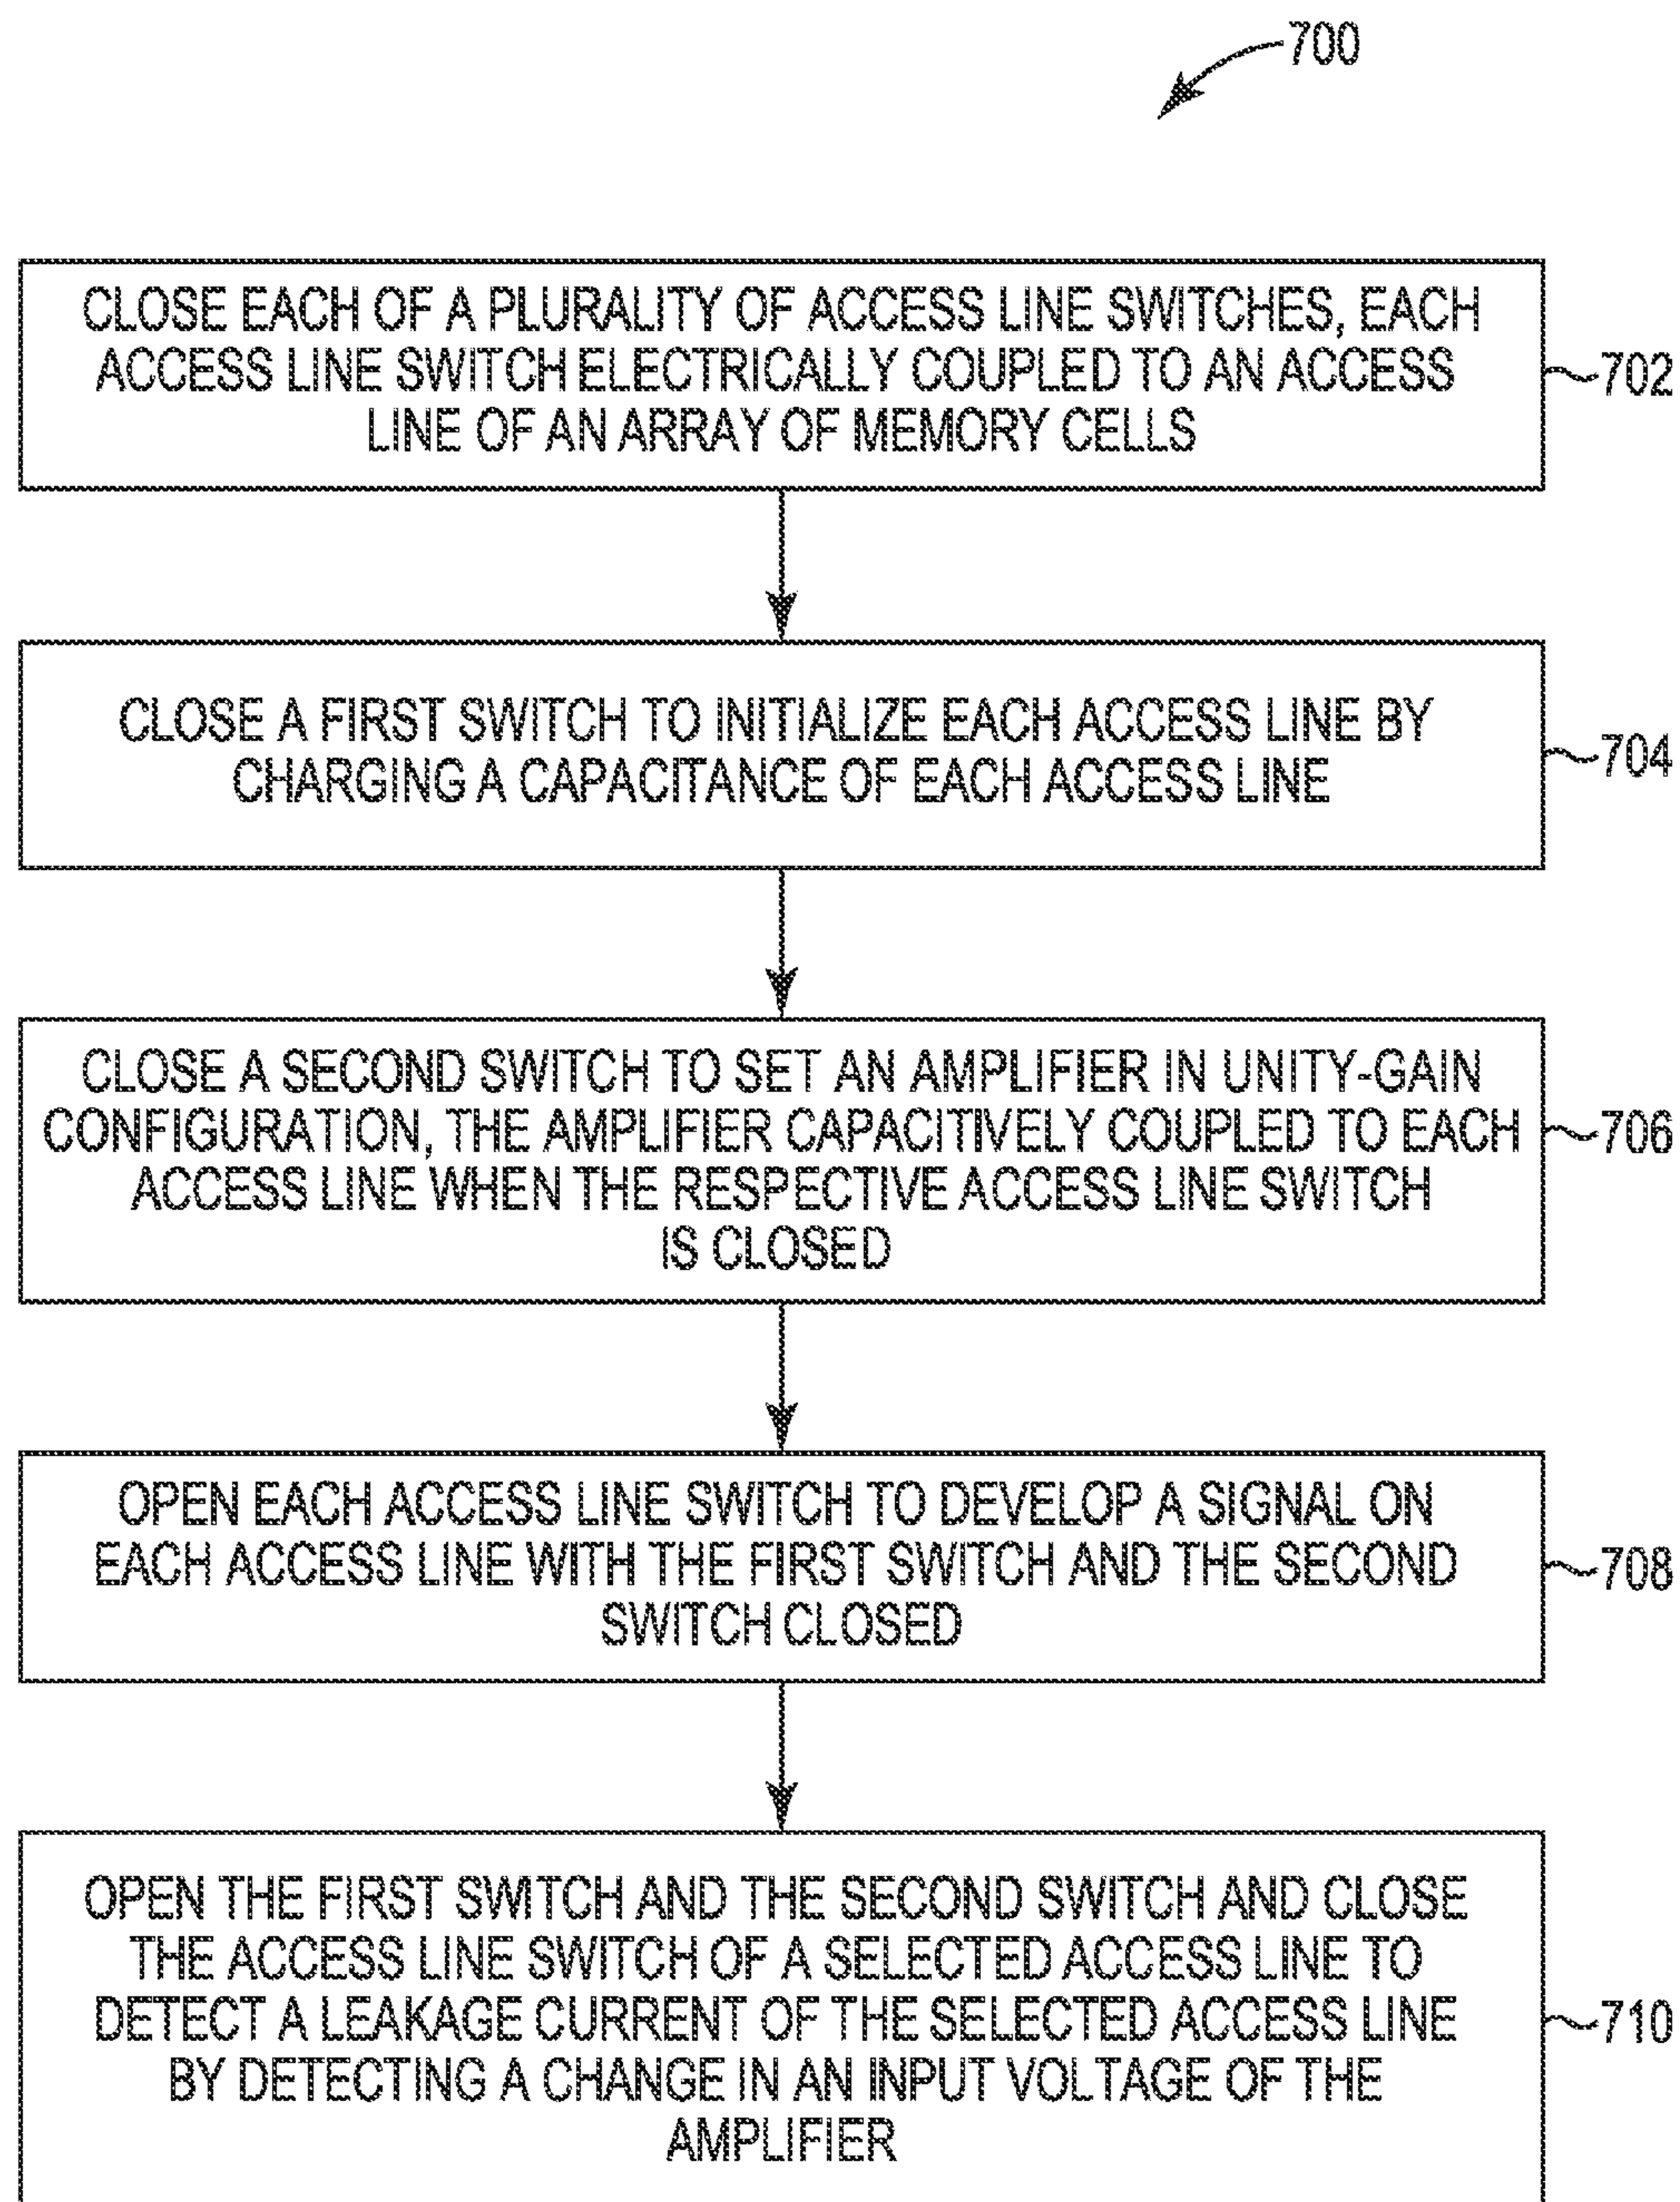 700
CLOSE EACH OF A PLURALITY OF ACCESS LINE SWITCHES, EACH
ACCESS LINE SWITCH ELECTRICALLY COUPLED TO AN ACCESS
LINE OF AN ARRAY OF MEMORY CELLS
702
CLOSE A FIRST SWITCH TO INITIALIZE EACH ACCESS LINE BY
CHARGING A CAPACITANCE OF EACH ACCESS LINE
704
CLOSE A SECOND SWITCH TO SET AN AMPLIFIER IN UNITY-GAIN
CONFIGURATION, THE AMPLIFIER CAPACITIVELY COUPLED TO EACH
ACCESS LINE WHEN THE RESPECTIVE ACCESS LINE SWITCH
IS CLOSED
706
OPEN EACH ACCESS LINE SWITCH TO DEVELOP A SIGNAL ON
EACH ACCESS LINE WITH THE FIRST SWITCH AND THE SECOND
SWITCH CLOSED
708
OPEN THE FIRST SWITCH AND THE SECOND SWITCH AND CLOSE
THE ACCESS LINE SWITCH OF A SELECTED ACCESS LINE TO
DETECT A LEAKAGE CURRENT OF THE SELECTED ACCESS LINE
BY DETECTING A CHANGE IN AN INPUT VOLTAGE OF THE
AMPLIFIER
710